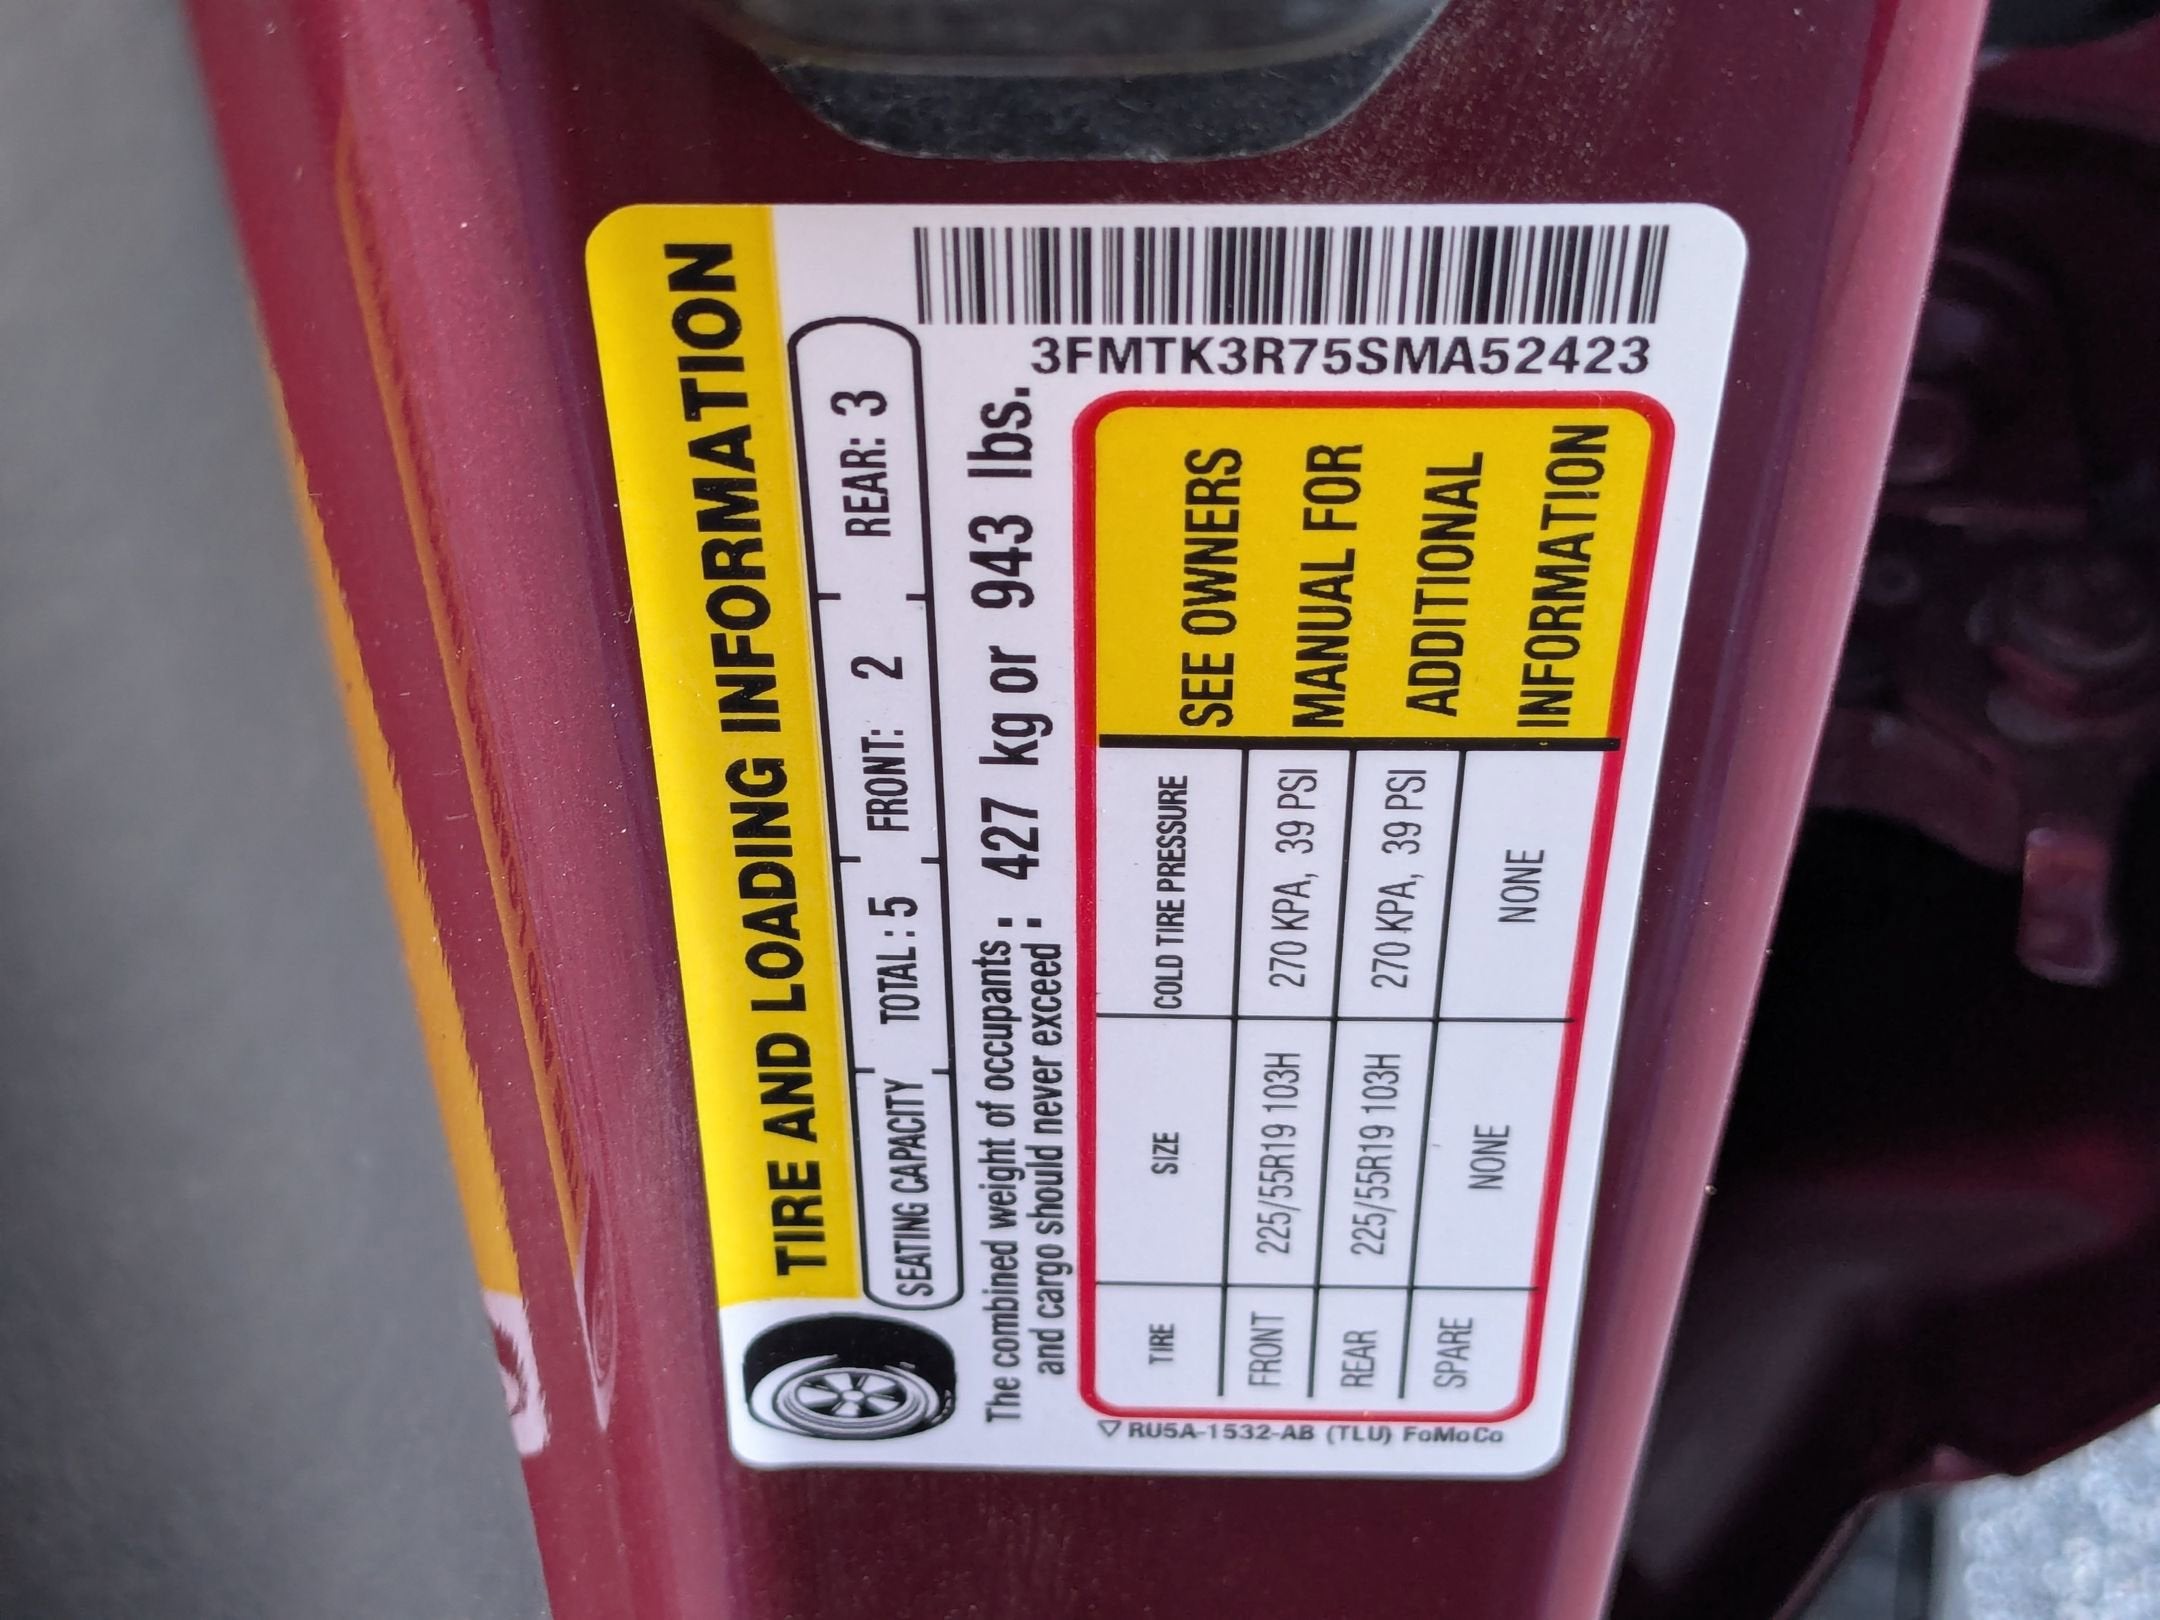 TIRE AND LOADING INFORMATION
SEATING CAPACITY TOTAL : 5 FRONT: 2 REAR: 3
The combined weight of occupants : 427 kg or 943 lbs.
and cargo should never exceed :
3FMTK3R75SMA52423
TIRE SIZE COLD TIRE PRESSURE
FRONT 225/55R19 103H 270 KPA, 39 PSI
REAR 225/55R19 103H 270 KPA, 39 PSI
SPARE NONE NONE
SEE OWNERS
MANUAL FOR
ADDITIONAL
INFORMATION
RU5A-1532-AB (TLU) FoMoCo